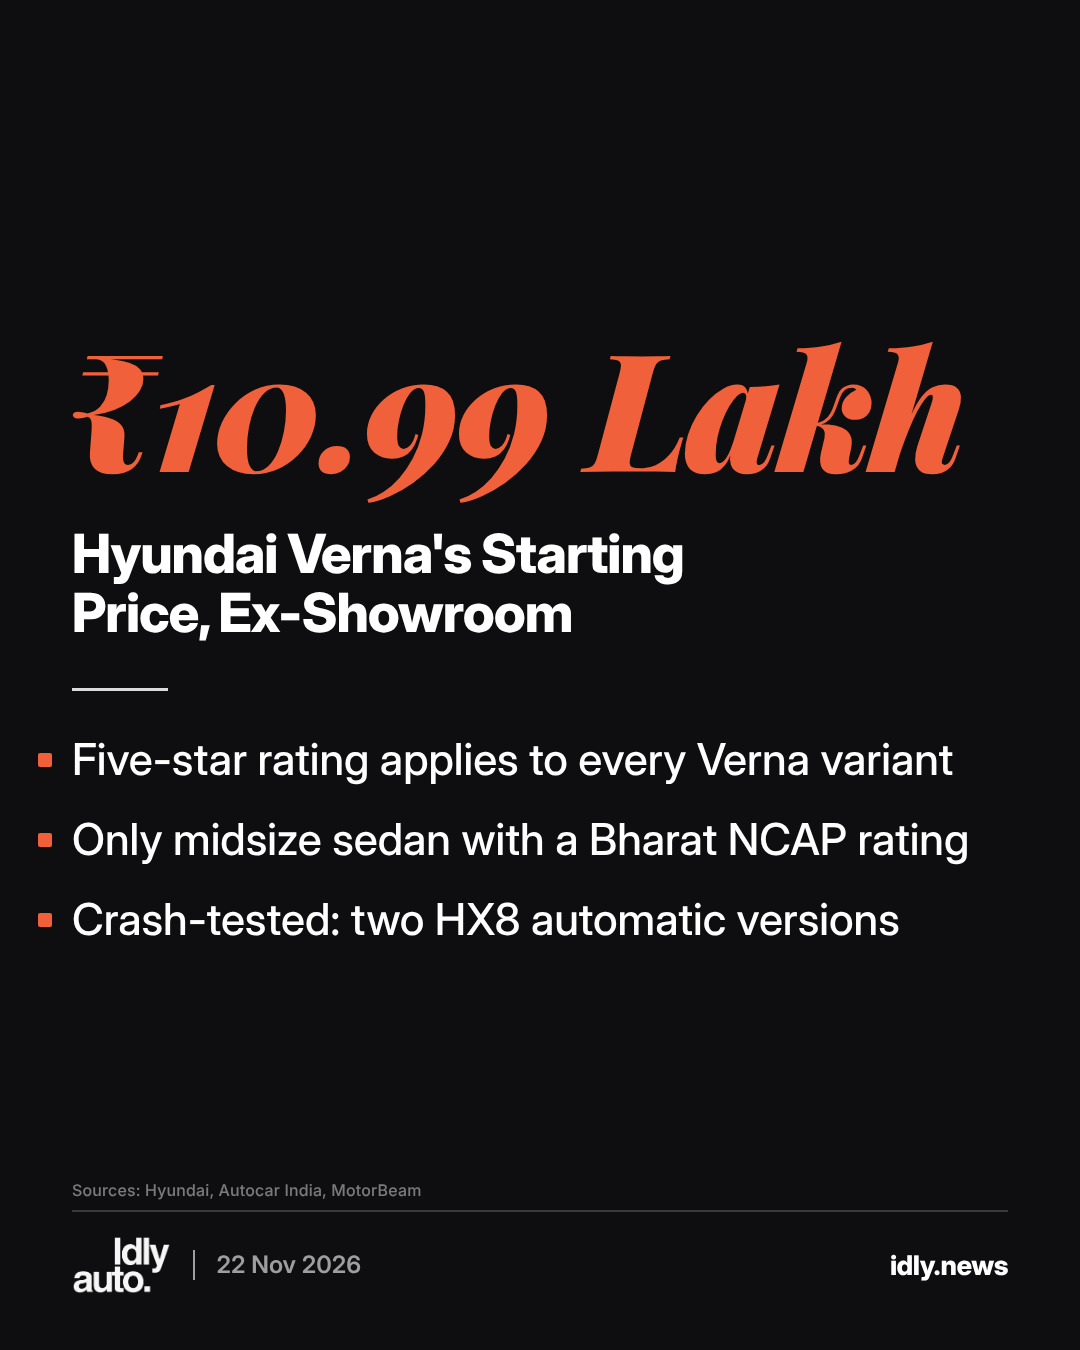 ₹10.99 Lakh
Hyundai Verna's Starting
Price, Ex-Showroom
Five-star rating applies to every Verna variant
Only midsize sedan with a Bharat NCAP rating
Crash-tested: two HX8 automatic versions
Sources: Hyundai, Autocar India, MotorBeam
Idly
auto.
22 Nov 2026
idly.news